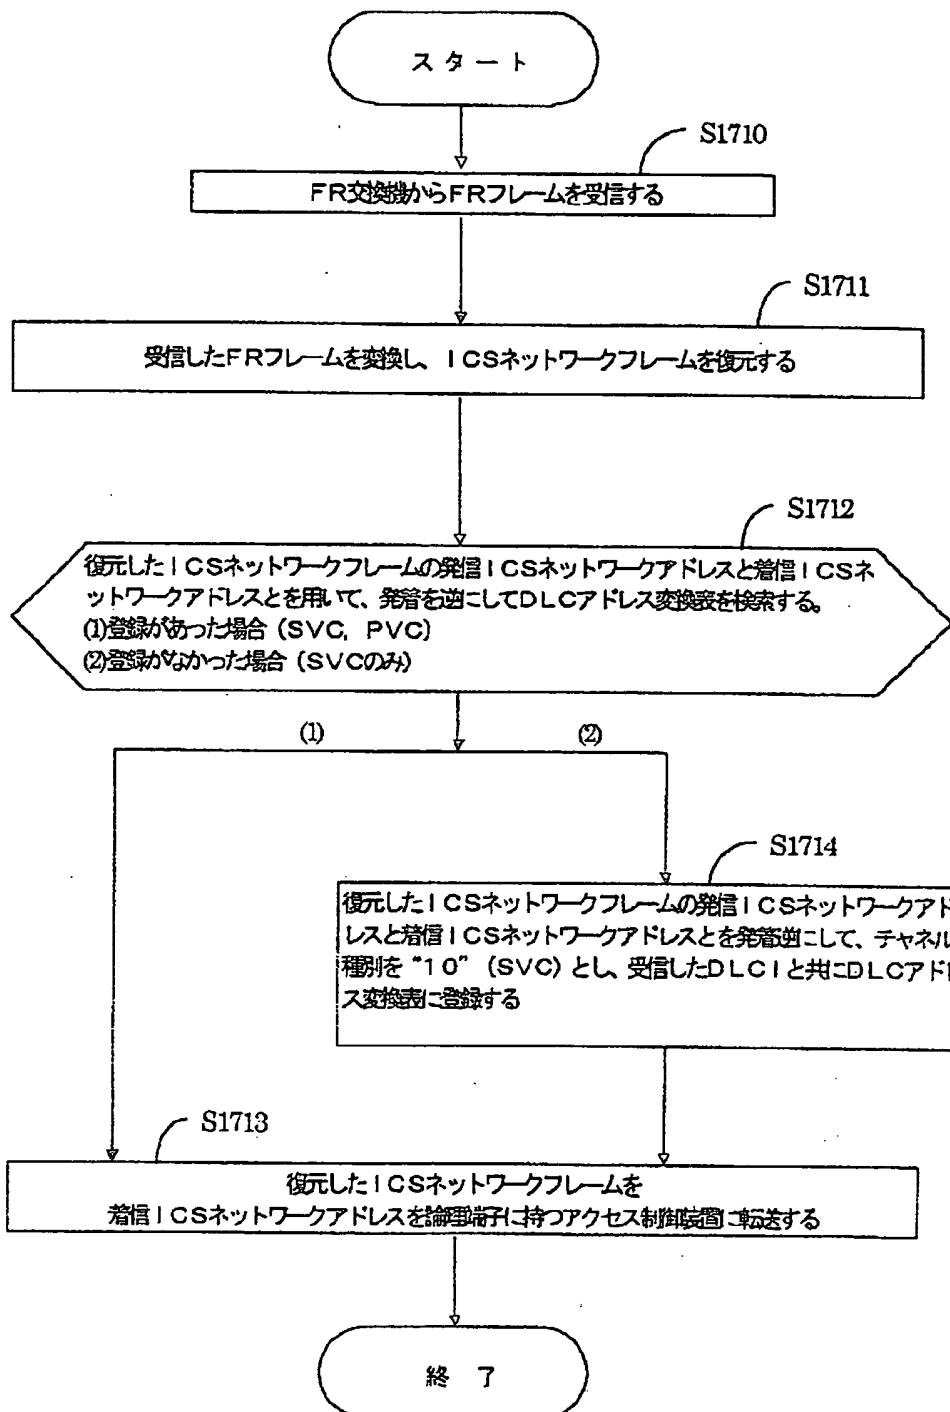 スタート
S1710
FR交換機からFRフレームを受信する
S1711
受信したFRフレームを変換し、ICSネットワークフレームを復元する
S1712
復元したICSネットワークフレームの発信ICSネットワークアドレスと着信ICSネ
ットワークアドレスとを用いて、発着を逆にしてDLCアドレス変換表を検索する。
(1)登録があった場合(SVC, PVC)
(2)登録がなかった場合(SVCのみ)
(1)
(2)
S1714
復元したICSネットワークフレームの発信ICSネットワークアド
レスと着信ICSネットワークアドレスとを発着逆にして、チャネル
種別を“10”(SVC)とし、受信したDLCIと共にDLCアド
ス変換表に登録する
S1713
復元したICSネットワークフレームを
着信ICSネットワークアドレスを論理端子に持つアクセス制御装置に転送する
終了